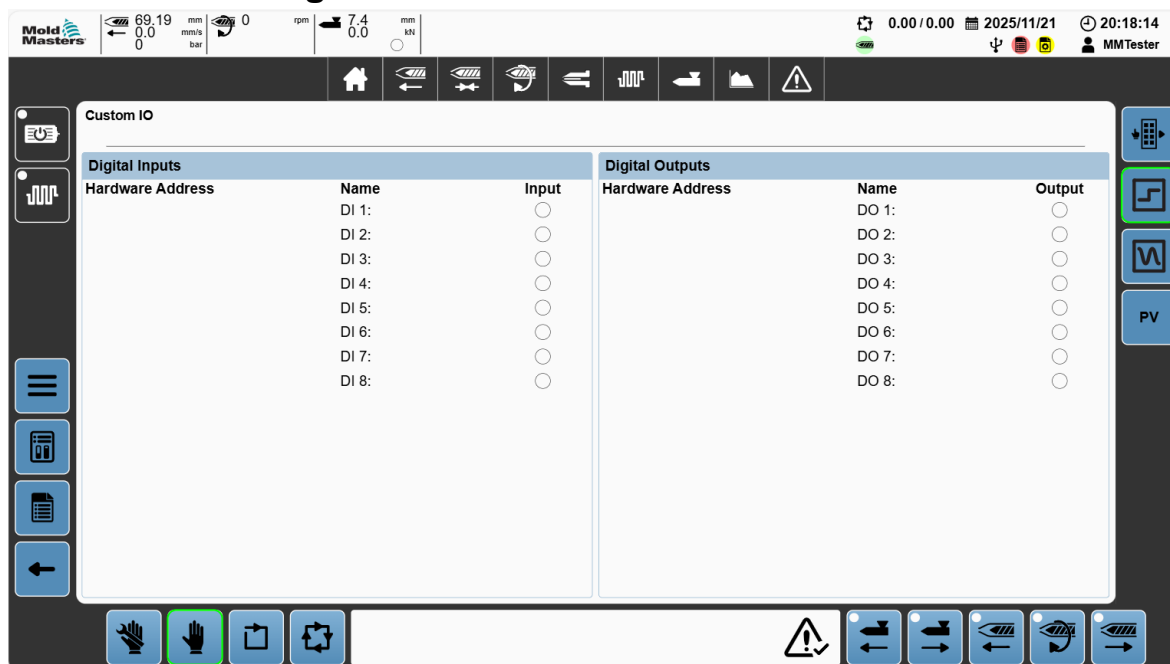 Mold
Masters
69.19 mm
0.0 mm/s
0 bar
0 rpm
7.4 mm
0.0 kN
0.00 / 0.00 2025/11/21 20:18:14
MMTester
Custom IO
Digital Inputs
Hardware Address Name Input
DI 1:
DI 2:
DI 3:
DI 4:
DI 5:
DI 6:
DI 7:
DI 8:
Digital Outputs
Hardware Address Name Output
DO 1:
DO 2:
DO 3:
DO 4:
DO 5:
DO 6:
DO 7:
DO 8:
PV